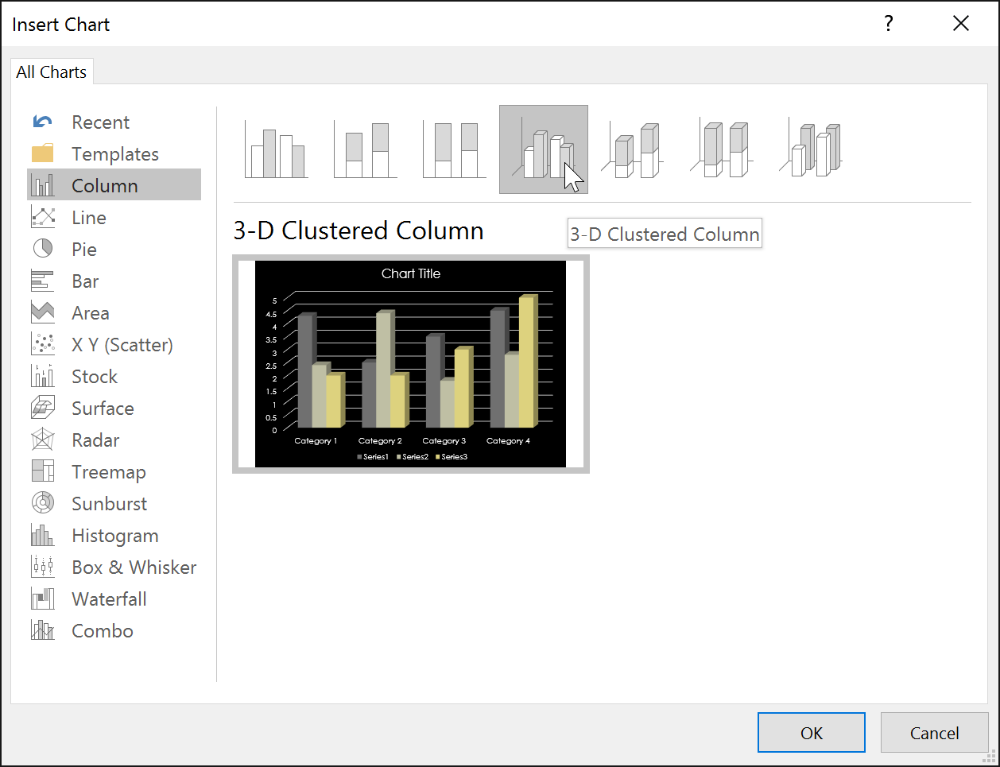 Insert Chart
?
All Charts
Recent
Templates
Column
Line
Pie
Bar
Area
X Y (Scatter)
Stock
Surface
Radar
Treemap
Sunburst
Histogram
Box & Whisker
Waterfall
Combo
3-D Clustered Column
3-D Clustered Column
Chart Title
5
4.5
4
3.5
3
2.5
2
1.5
1
0.5
0
Category 1 Category 2 Category 3 Category 4
Series1 Series2 Series3
OK Cancel